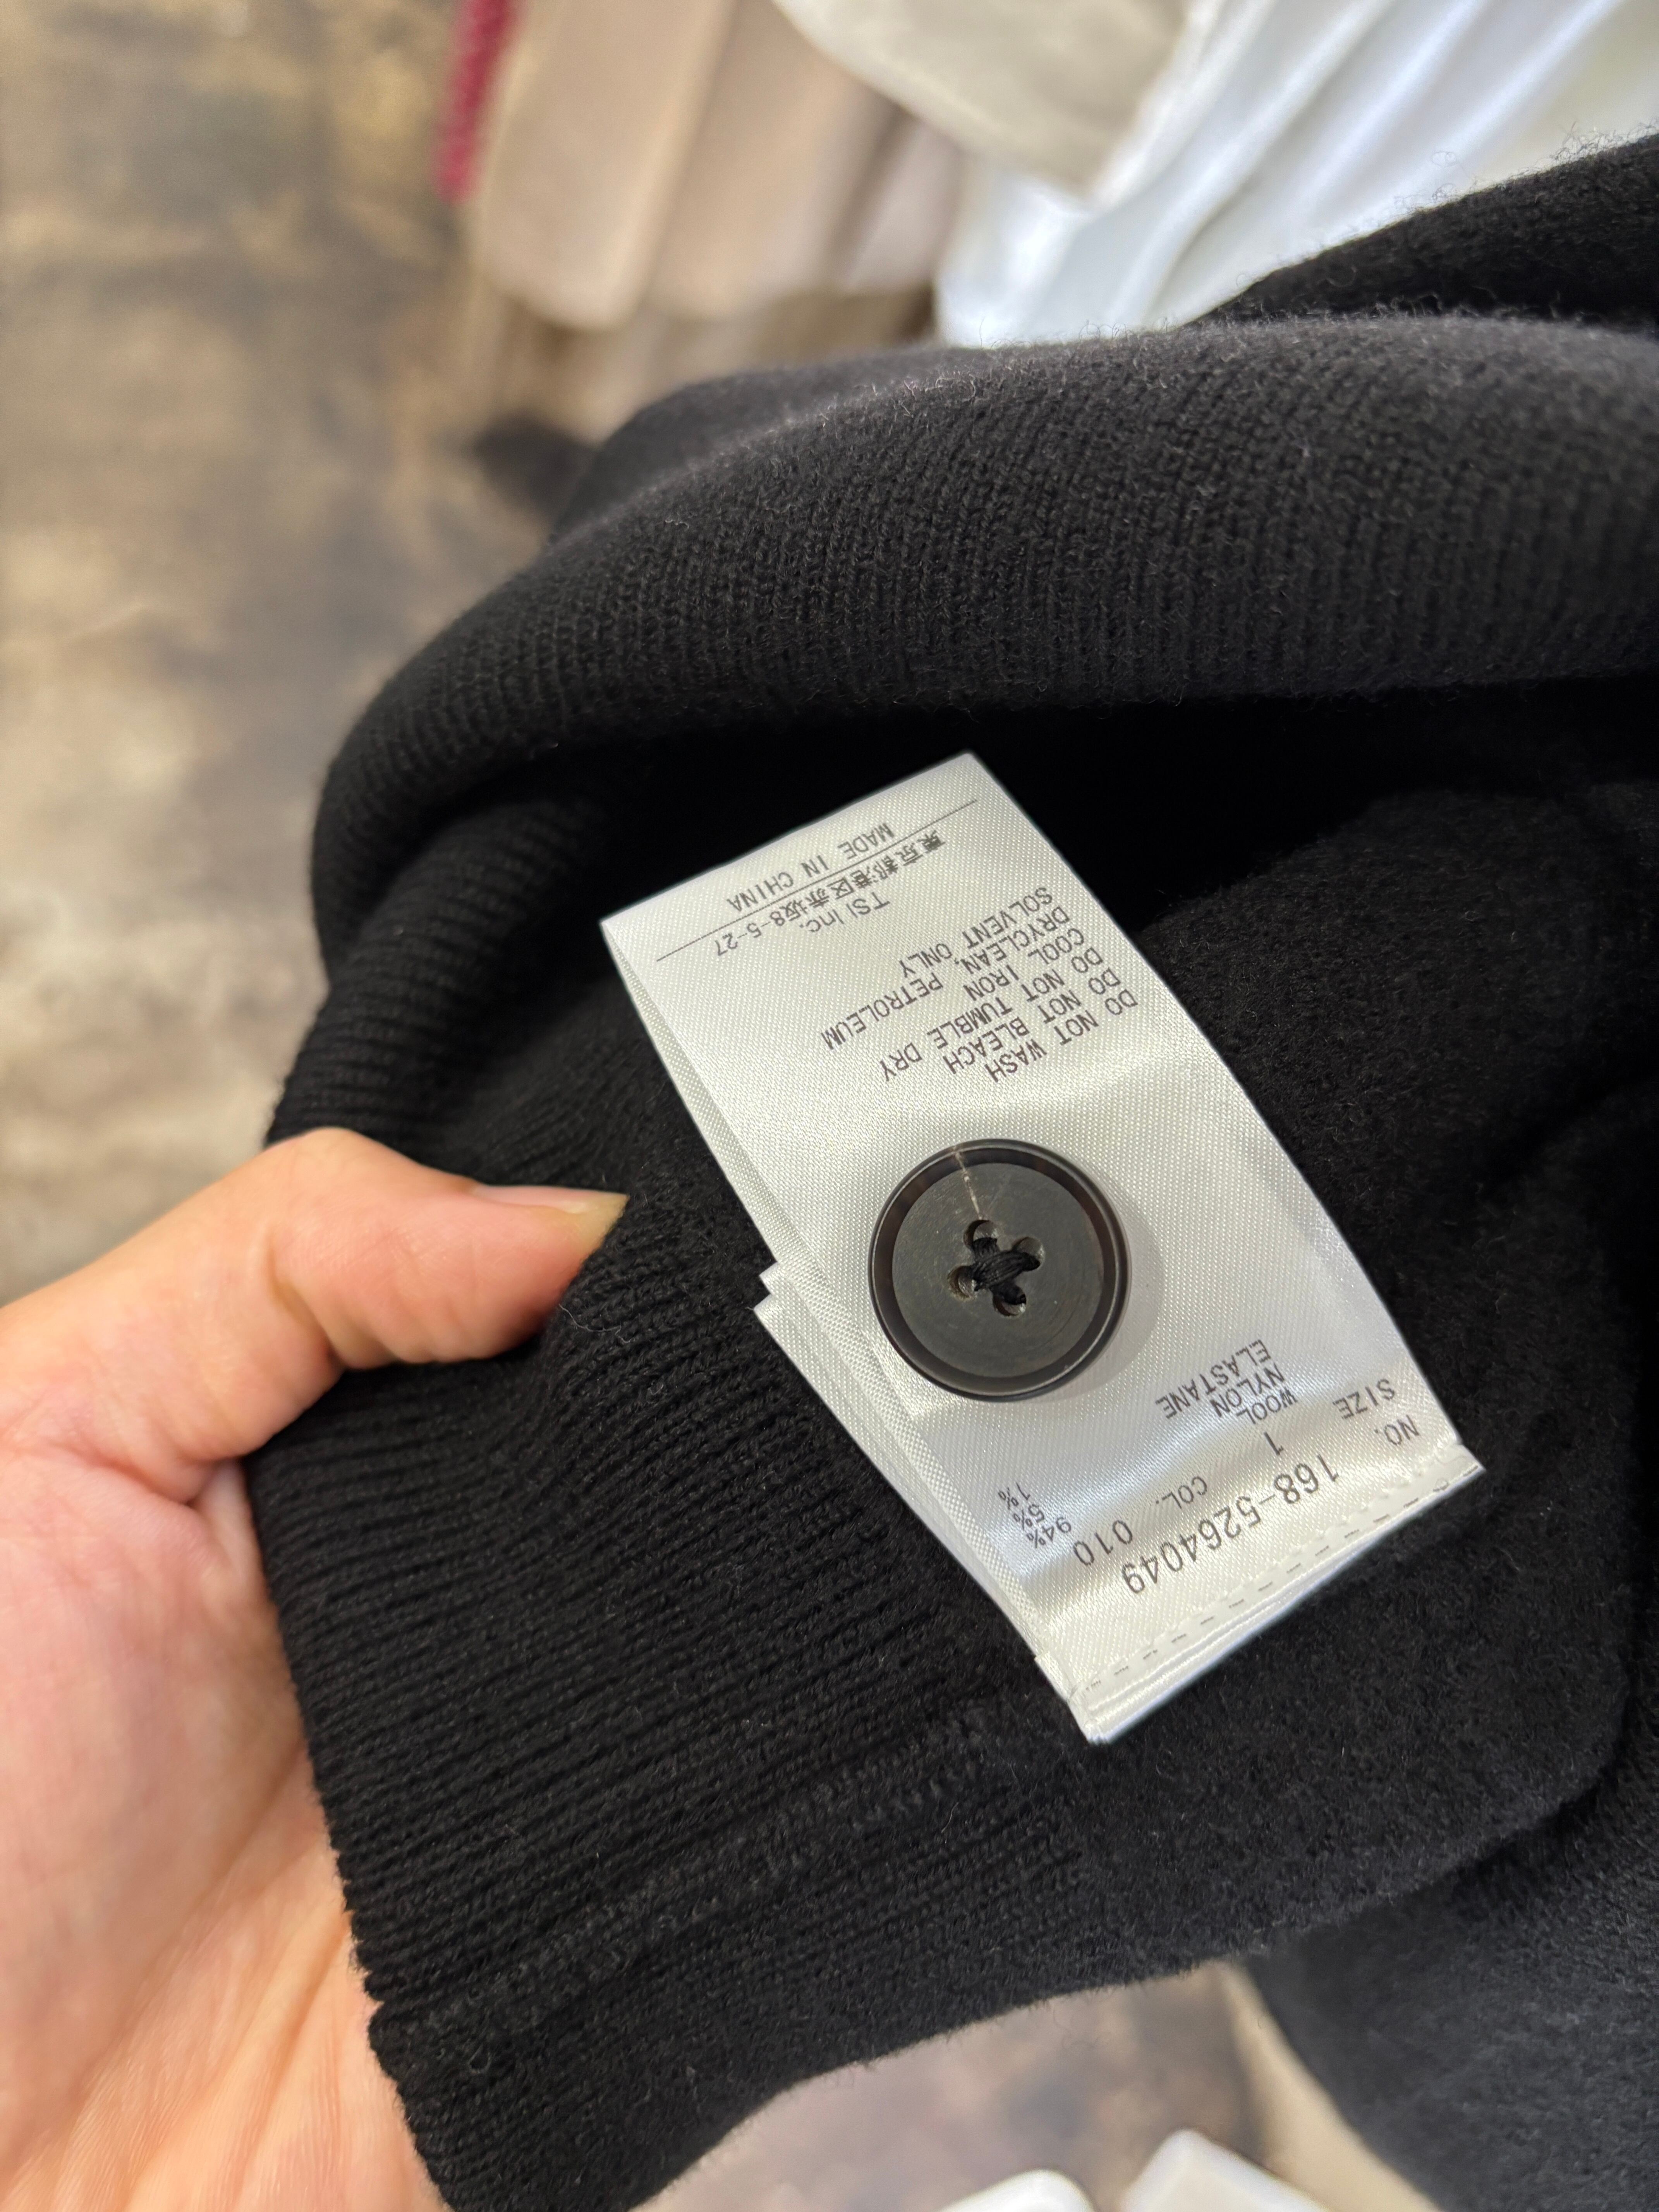 NO. 168-5264049
SIZE 1 COL. 010
WOOL 94%
NYLON 5%
ELASTANE 1%
DO NOT WASH
DO NOT BLEACH
DO NOT TUMBLE DRY
COOL IRON
DRYCLEAN, PETROLEUM
SOLVENT ONLY
TSI Inc.
東京都港区赤坂8-5-27
MADE IN CHINA